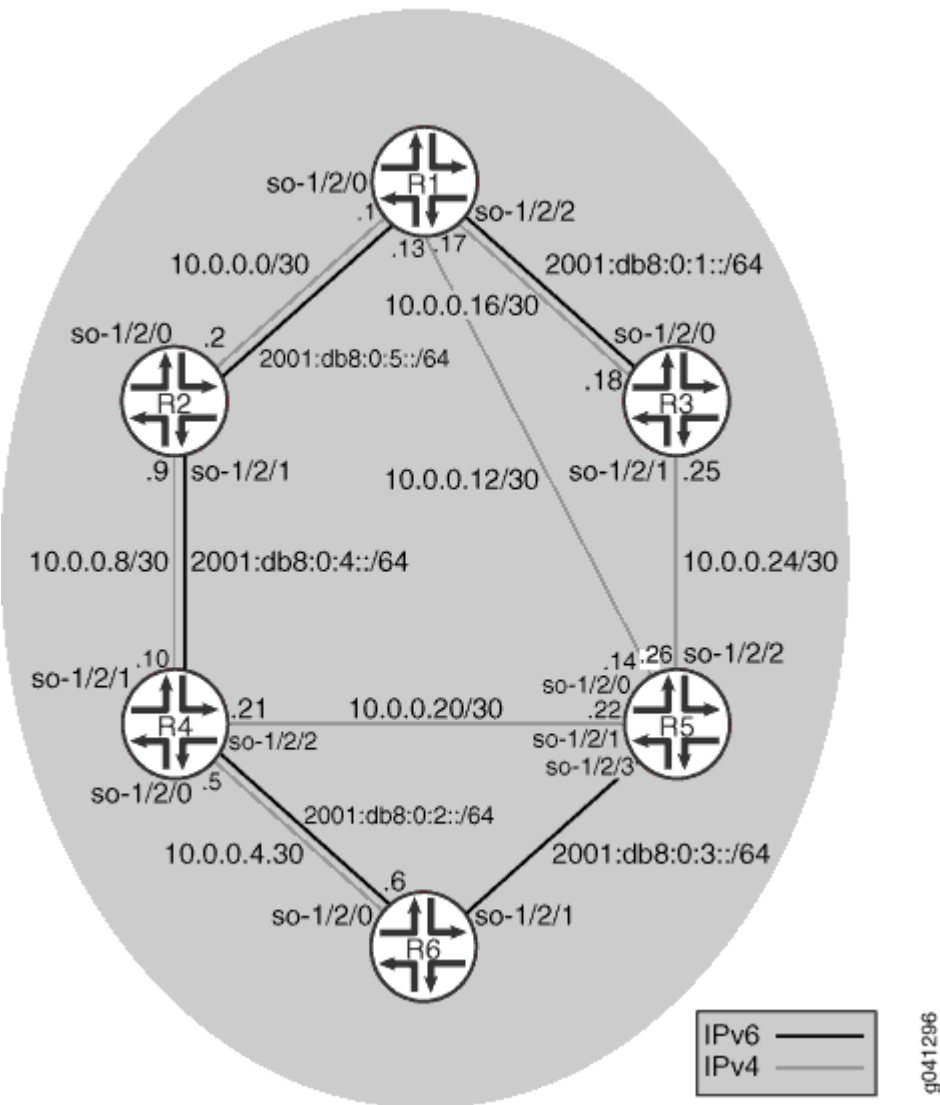 R1
so-1/2/0
.1
so-1/2/2
.13
.17
10.0.0.0/30
2001:db8:0:1::/64
10.0.0.16/30
so-1/2/0
.2
2001:db8:0:5::/64
so-1/2/0
.18
R2
R3
.9
so-1/2/1
10.0.0.12/30
so-1/2/1
.25
10.0.0.8/30
2001:db8:0:4::/64
10.0.0.24/30
.10
so-1/2/1
.14
.26
so-1/2/2
so-1/2/0
R4
.21
10.0.0.20/30
.22
R5
so-1/2/2
so-1/2/1
so-1/2/3
so-1/2/0
.5
2001:db8:0:2::/64
10.0.0.4.30
2001:db8:0:3::/64
.6
so-1/2/0
so-1/2/1
R6
IPv6
IPv4
g041296